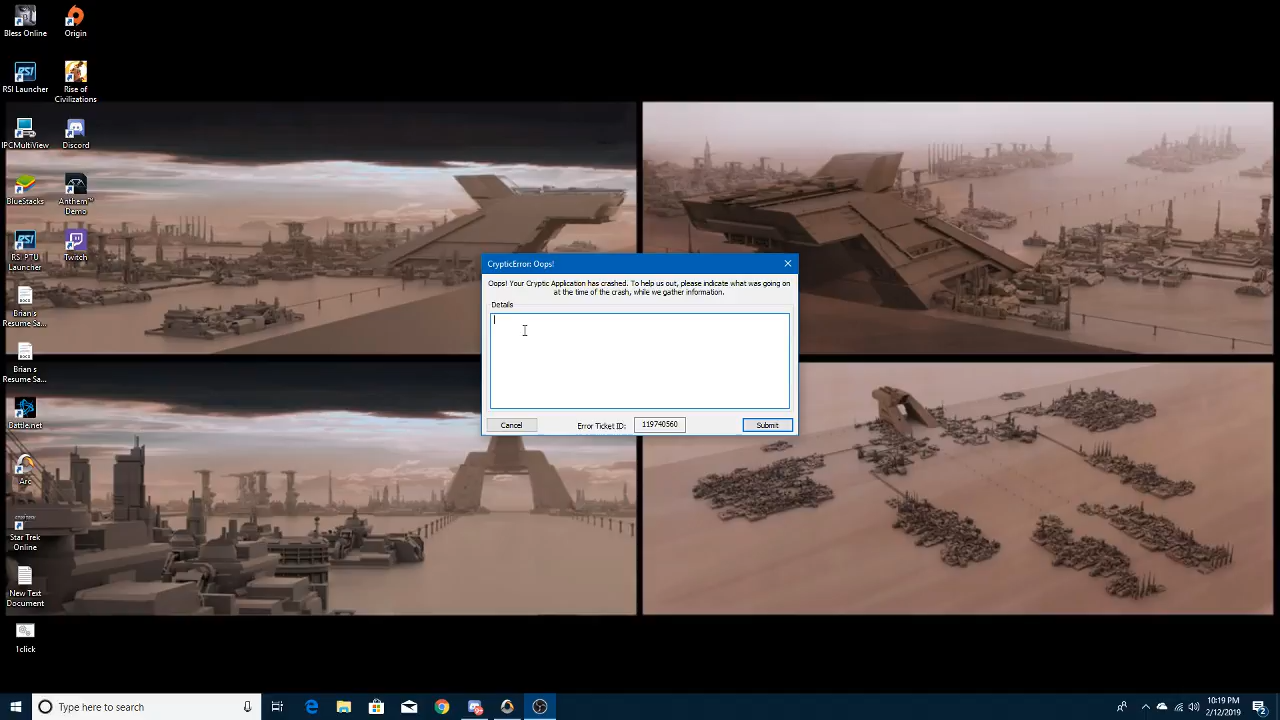 Bless Online
Origin
RSI Launcher
Rise of
Civilizations
IPCMultiView
Discord
BlueStacks
Anthem™
Demo
RSI PTU
Launcher
Twitch
Brian's
Resume Sa...
Brian s
Resume Sa...
Battle.net
Arc
Star Trek
Online
New Text
Document
1click
CrypticError: Oops!
Oops! Your Cryptic Application has crashed. To help us out, please indicate what was going on
at the time of the crash, while we gather information.
Details
Cancel
Error Ticket ID:
119740560
Submit
Type here to search
10:19 PM
2/12/2019
2